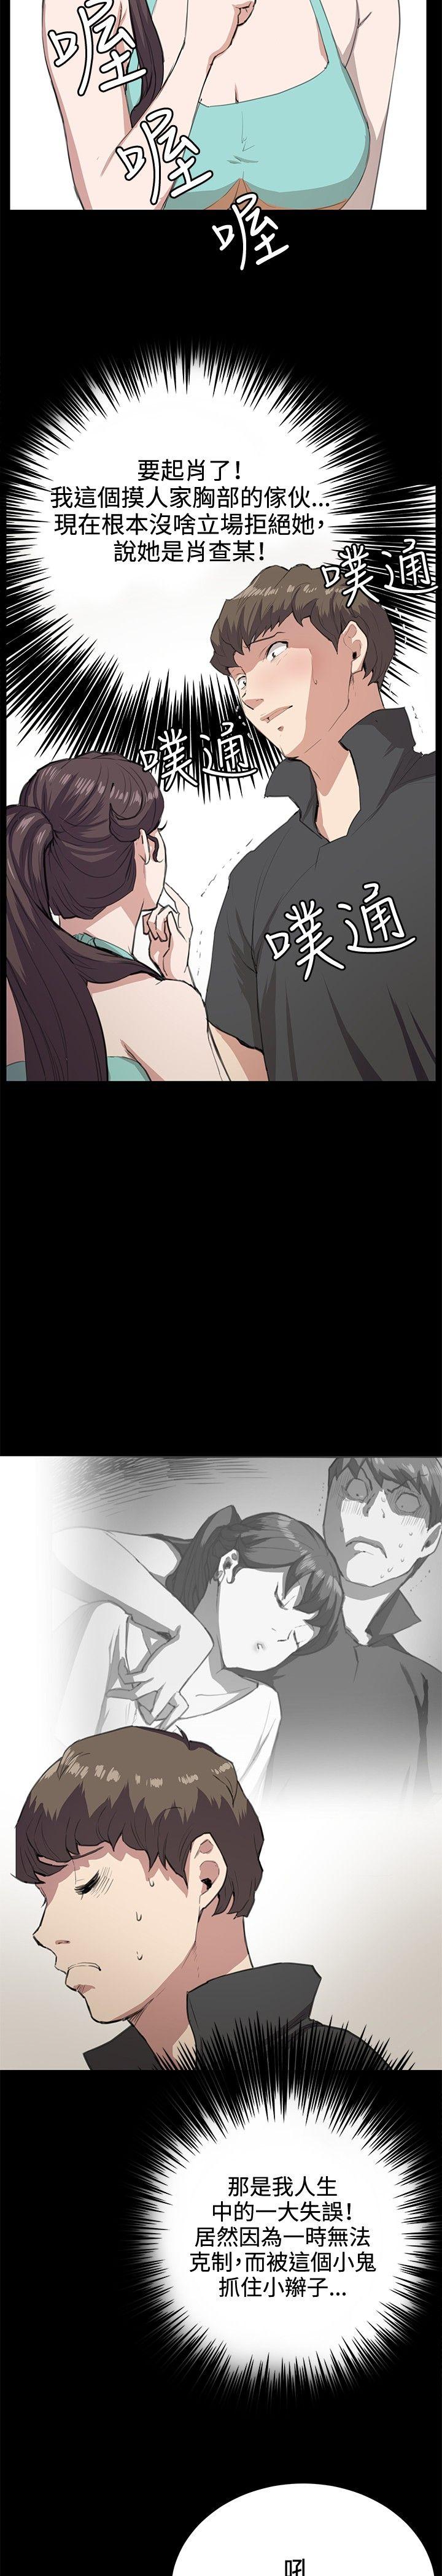 喔
喔
喔
要起肖了!
我這個摸人家胸部的傢伙...
現在根本沒啥立場拒絕她,
說她是肖查某!
噗通
噗通
噗通
那是我人生
中的一大失誤!
居然因為一時無法
克制,而被這個小鬼
抓住小辮子...
吼